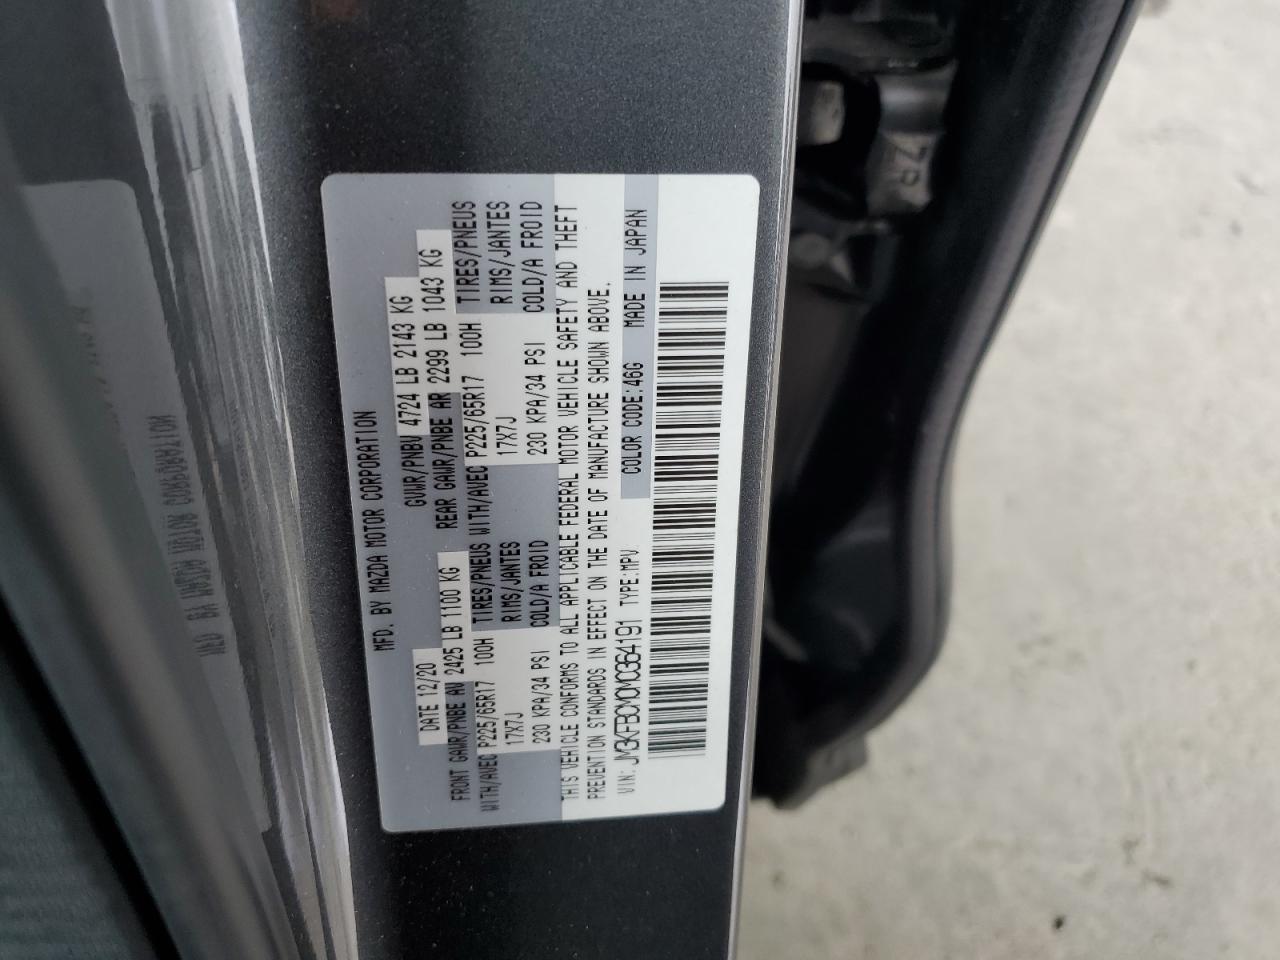 MFD. BY MAZDA MOTOR CORPORATION
DATE 12/20 GVWR/PNBV 4724 LB 2143 KG
FRONT GAWR/PNBE AV 2425 LB 1100 KG REAR GAWR/PNBE AR 2299 LB 1043 KG
WITH/AVEC P225/65R17 100H TIRES/PNEUS WITH/AVEC P225/65R17 100H TIRES/PNEUS
17X7J RIMS/JANTES 17X7J RIMS/JANTES
230 KPA/34 PSI COLD/A FROID 230 KPA/34 PSI COLD/A FROID
THIS VEHICLE CONFORMS TO ALL APPLICABLE FEDERAL MOTOR VEHICLE SAFETY AND THEFT
PREVENTION STANDARDS IN EFFECT ON THE DATE OF MANUFACTURE SHOWN ABOVE.
VIN: JM3KFBCM0M0364191 TYPE:MPV COLOR CODE:46G MADE IN JAPAN